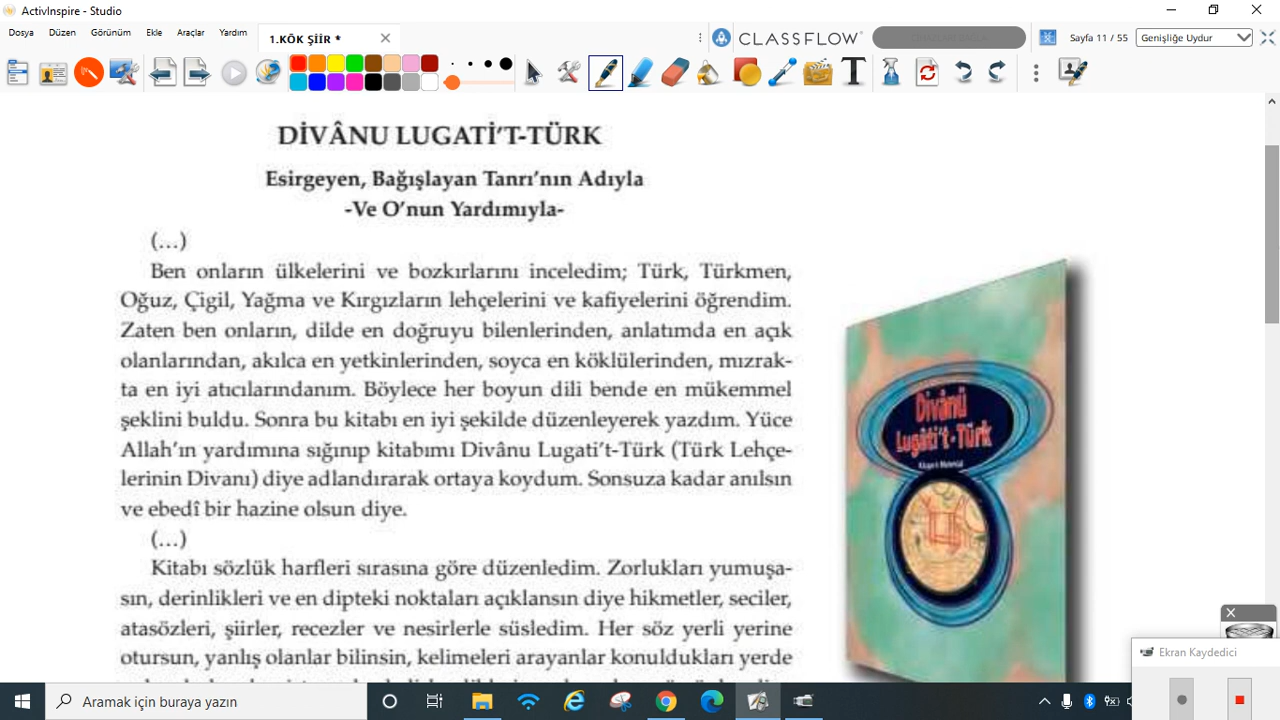 ActivInspire - Studio
Dosya Düzen Görünüm Ekle Araçlar Yardım
1.KÖK ŞİİR *
CLASSFLOW
Sayfa 11 / 55
Genişliğe Uydur
DİVÂNU LUGATİ'T-TÜRK
Esirgeyen, Bağışlayan Tanrı'nın Adıyla
-Ve O'nun Yardımıyla-
(...)
Ben onların ülkelerini ve bozkırlarını inceledim; Türk, Türkmen,
Oğuz, Çigil, Yağma ve Kırgızların lehçelerini ve kafiyelerini öğrendim.
Zaten ben onların, dilde en doğruyu bilenlerinden, anlatımda en açık
olanlarından, akılca en yetkinlerinden, soyca en köklülerinden, mızrak-
ta en iyi atıcılarındanım. Böylece her boyun dili bende en mükemmel
şeklini buldu. Sonra bu kitabı en iyi şekilde düzenleyerek yazdım. Yüce
Allah'ın yardımına sığınıp kitabımı Divânu Lugati't-Türk (Türk Lehçe-
lerinin Divanı) diye adlandırarak ortaya koydum. Sonsuza kadar anılsın
ve ebedî bir hazine olsun diye.
(...)
Kitabı sözlük harfleri sırasına göre düzenledim. Zorlukları yumuşa-
sın, derinlikleri ve en dipteki noktaları açıklansın diye hikmetler, seciler,
atasözleri, şiirler, recezler ve nesirlerle süsledim. Her söz yerli yerine
otursun, yanlış olanlar bilinsin, kelimeleri arayanlar konuldukları yerde
Divânü
Lugâti't-Türk
Ekran Kaydedici
Aramak için buraya yazın